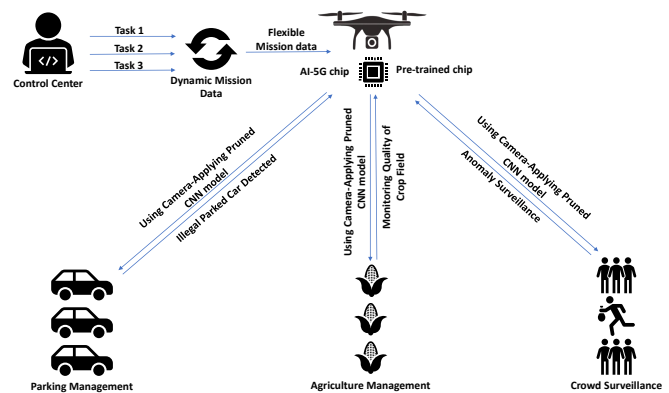 Task 1
Task 2
Task 3
</>
Control Center
Dynamic Mission
Data
Flexible
Mission data
AI-5G chip
Pre-trained chip
Using Camera-Applying Pruned
CNN model
Illegal Parked Car Detected
Using Camera-Applying Pruned
CNN model
Monitoring Quality of
Crop Field
Using Camera-Applying Pruned
CNN model
Anomaly Surveillance
Parking Management
Agriculture Management
Crowd Surveillance